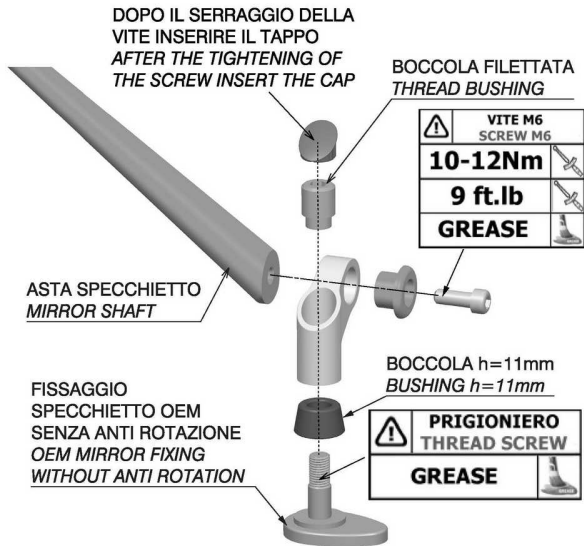 DOPO IL SERRAGGIO DELLA
VITE INSERIRE IL TAPPO
AFTER THE TIGHTENING OF
THE SCREW INSERT THE CAP
BOCCOLA FILETTATA
THREAD BUSHING
VITE M6
SCREW M6
10-12Nm
9 ft.lb
GREASE
ASTA SPECCHIETTO
MIRROR SHAFT
BOCCOLA h=11mm
BUSHING h=11mm
FISSAGGIO
SPECCHIETTO OEM
SENZA ANTI ROTAZIONE
OEM MIRROR FIXING
WITHOUT ANTI ROTATION
PRIGIONIERO
THREAD SCREW
GREASE